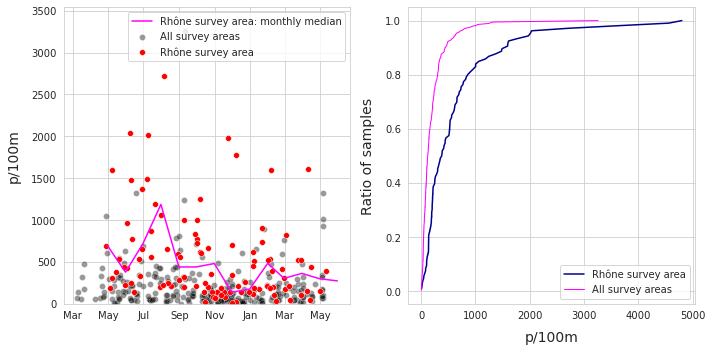 Rhône survey area: monthly median
All survey areas
Rhône survey area
p/100m
3500
3000
2500
2000
1500
1000
500
0
Mar
May
Jul
Sep
Nov
Jan
Mar
May
Ratio of samples
1.0
0.8
0.6
0.4
0.2
0.0
0
1000
2000
3000
4000
5000
p/100m
Rhône survey area
All survey areas